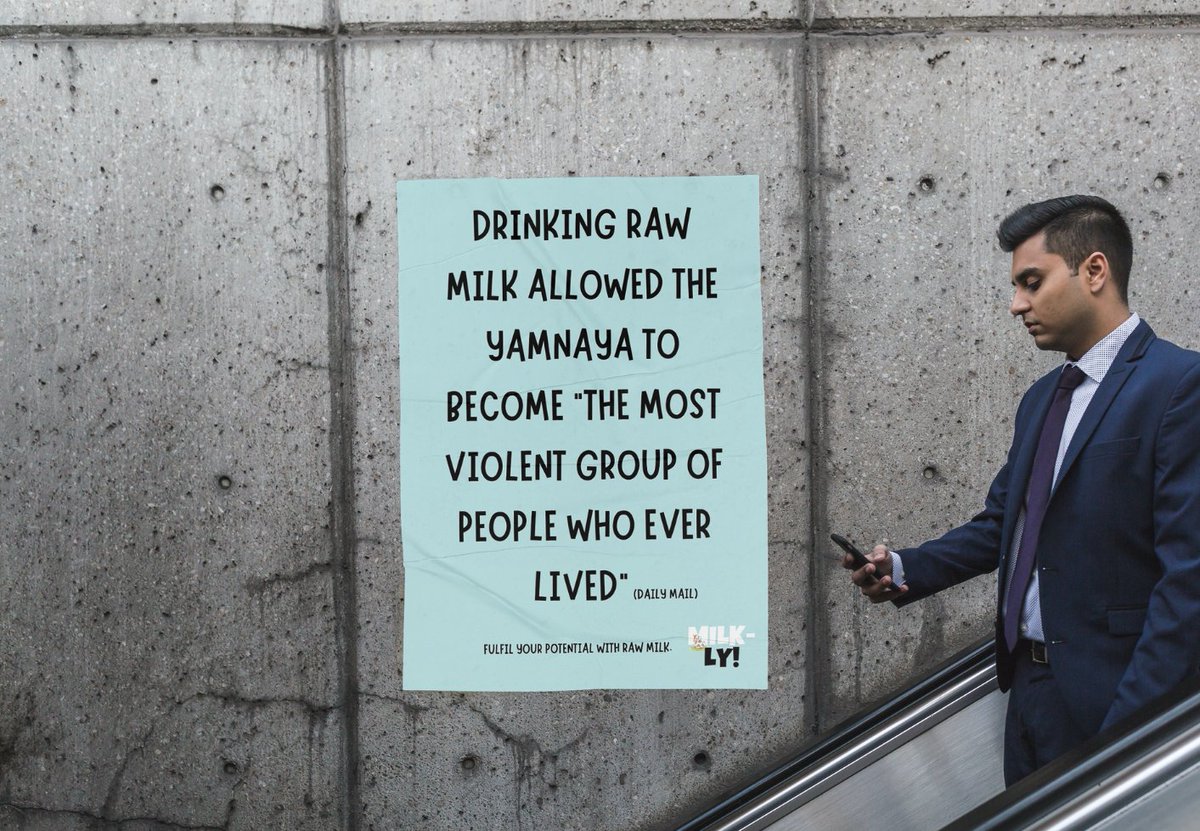 DRINKING RAW
MILK ALLOWED THE
YAMNAYA TO
BECOME "THE MOST
VIOLENT GROUP OF
PEOPLE WHO EVER
LIVED" (DAILY MAIL)
FULFIL YOUR POTENTIAL WITH RAW MILK.
MILK-
LY!